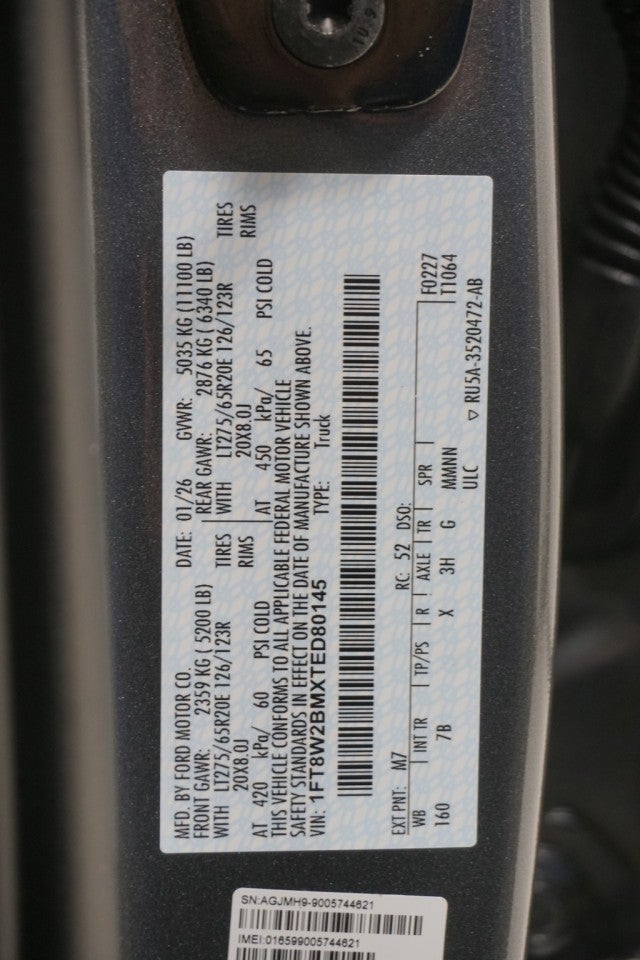 10.9
MFD. BY FORD MOTOR CO. DATE: 01/26 GVWR: 5035 KG (11100 LB)
FRONT GAWR: 2359 KG ( 5200 LB) REAR GAWR: 2876 KG ( 6340 LB)
WITH LT275/65R20E 126/123R TIRES WITH LT275/65R20E 126/123R TIRES
20X8.0J RIMS 20X8.0J RIMS
AT 420 kPa/ 60 PSI COLD AT 450 kPa/ 65 PSI COLD
THIS VEHICLE CONFORMS TO ALL APPLICABLE FEDERAL MOTOR VEHICLE
SAFETY STANDARDS IN EFFECT ON THE DATE OF MANUFACTURE SHOWN ABOVE.
VIN: 1FT8W2BMXTED80145 TYPE: Truck
EXT PNT: M7 RC: 52 DSO: F0227
WB INT TR TP/PS R AXLE TR SPR T1064
160 7B X 3H G MMNN
ULC ▽ RU5A-3520472-AB
SN:AGJMH9-9005744621
IMEI:016599005744621